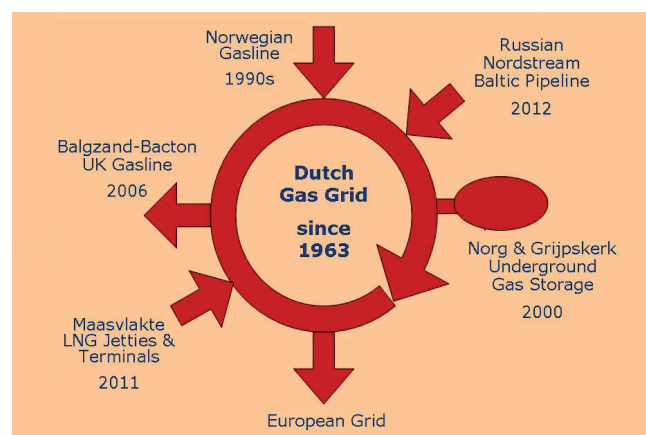 Norwegian
Gasline
1990s
Russian
Nordstream
Baltic Pipeline
2012
Balgzand-Bacton
UK Gasline
2006
Dutch
Gas Grid
since
1963
Norg & Grijpskerk
Underground
Gas Storage
2000
Maasvlakte
LNG Jetties &
Terminals
2011
European Grid